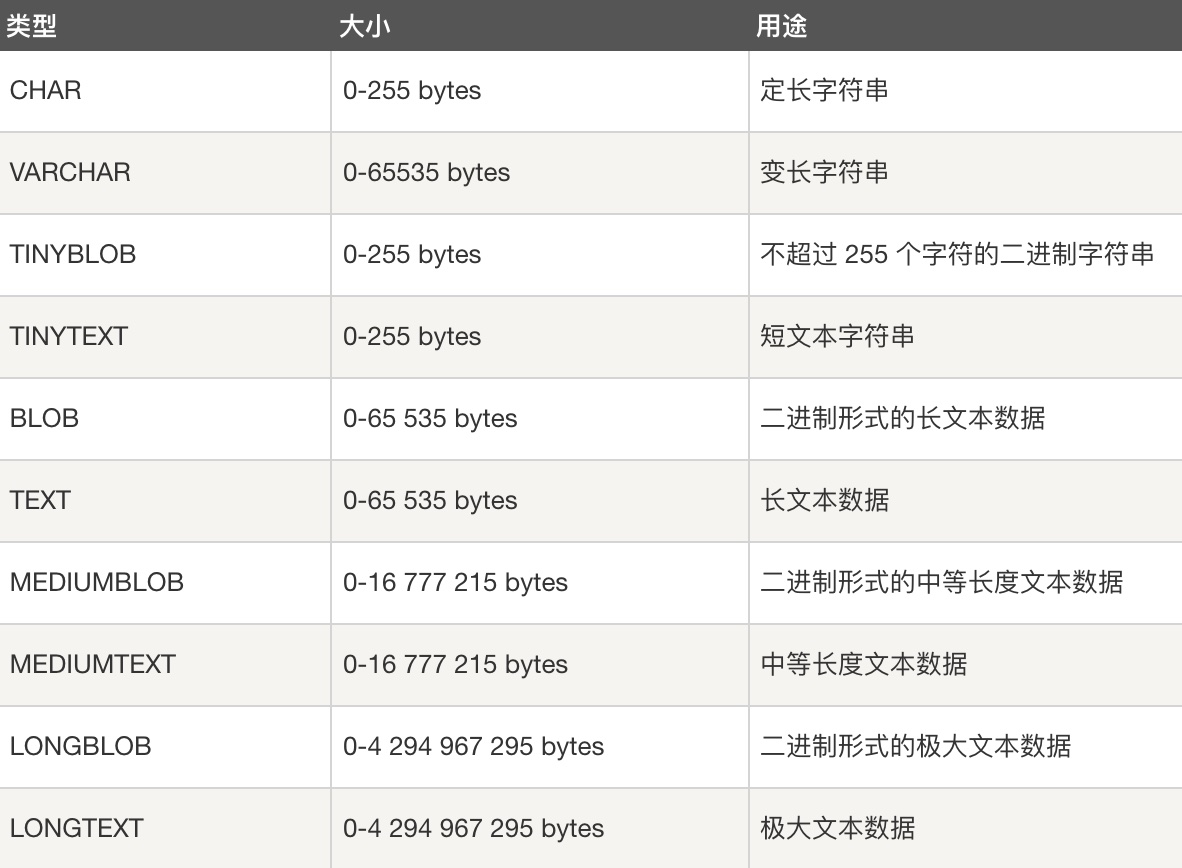 类型 大小 用途
CHAR 0-255 bytes 定长字符串
VARCHAR 0-65535 bytes 变长字符串
TINYBLOB 0-255 bytes 不超过 255 个字符的二进制字符串
TINYTEXT 0-255 bytes 短文本字符串
BLOB 0-65 535 bytes 二进制形式的长文本数据
TEXT 0-65 535 bytes 长文本数据
MEDIUMBLOB 0-16 777 215 bytes 二进制形式的中等长度文本数据
MEDIUMTEXT 0-16 777 215 bytes 中等长度文本数据
LONGBLOB 0-4 294 967 295 bytes 二进制形式的极大文本数据
LONGTEXT 0-4 294 967 295 bytes 极大文本数据